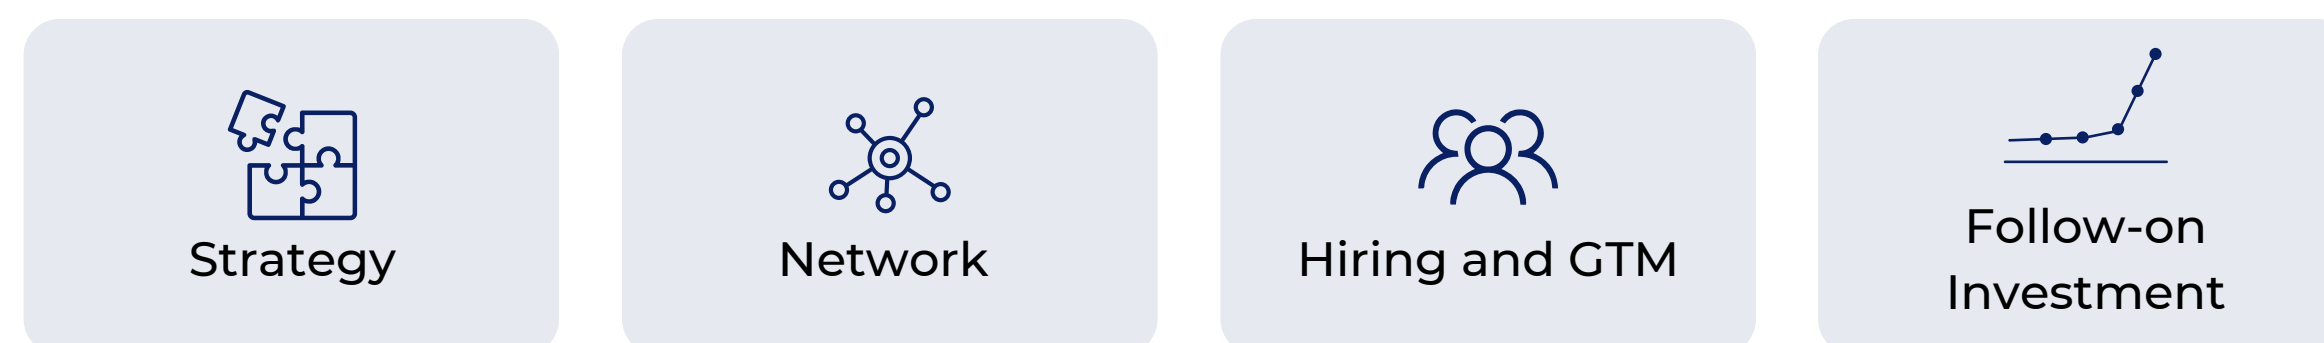 Strategy
Network
Hiring and GTM
Follow-on
Investment